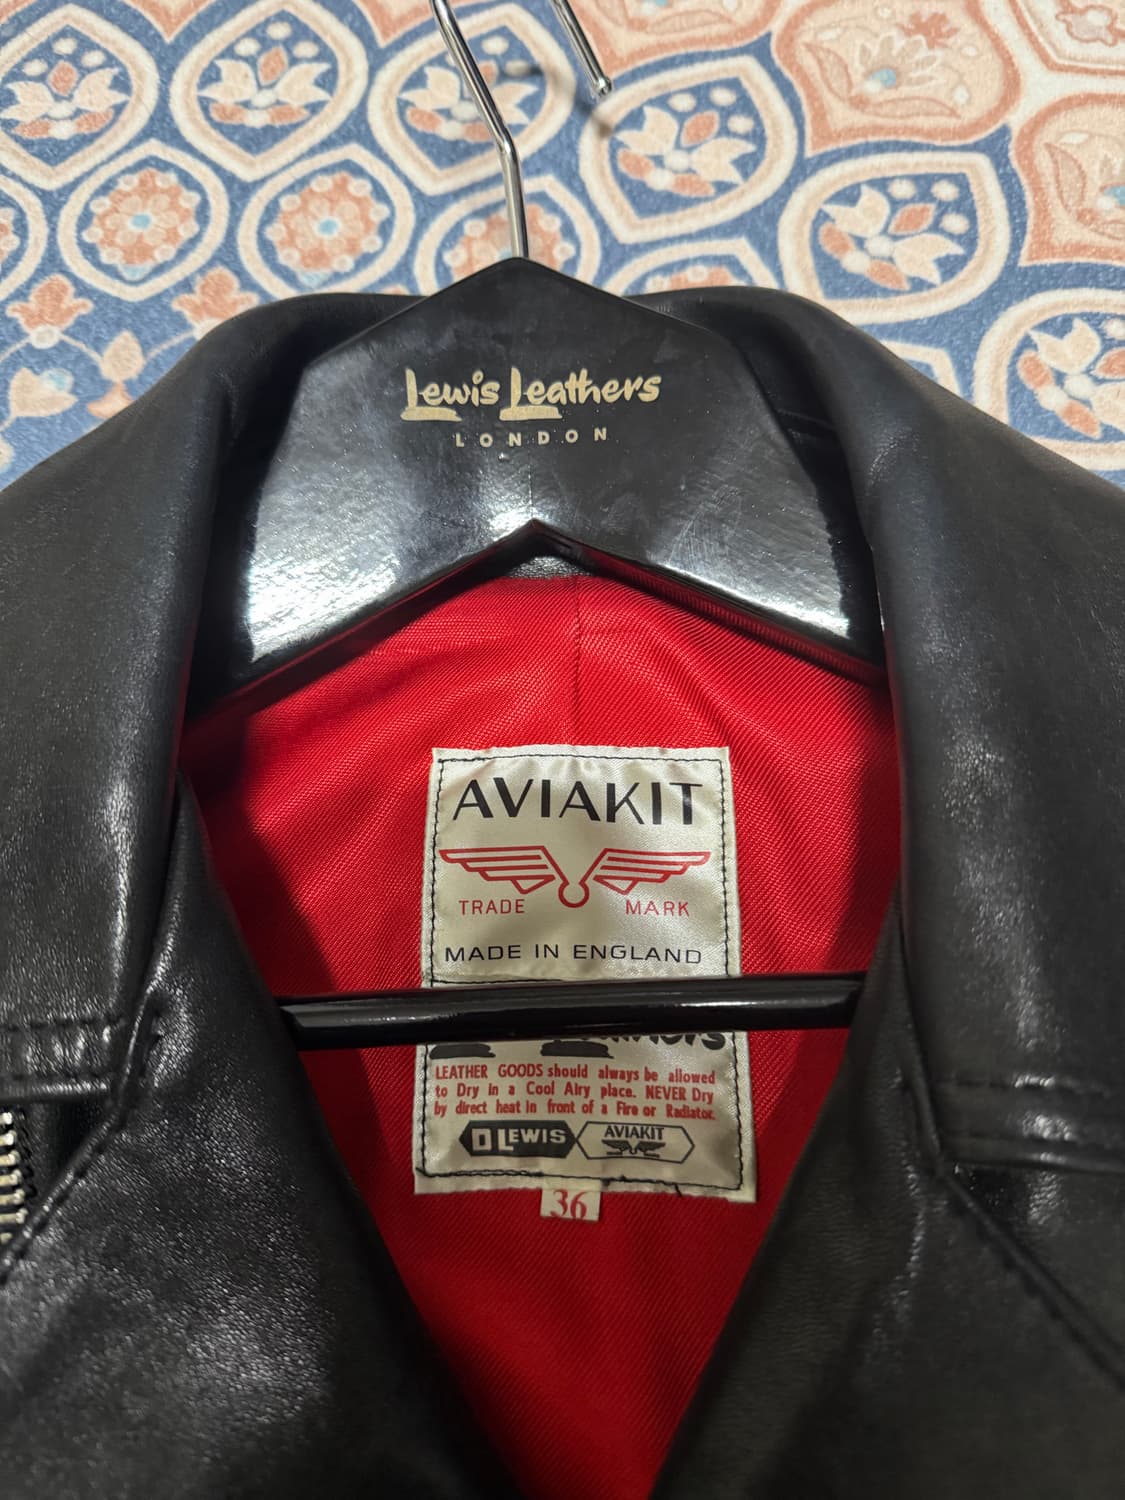 Lewis Leathers
LONDON
AVIAKIT
TRADE MARK
MADE IN ENGLAND
LEATHER GOODS should always be allowed
to Dry in a Cool Airy place. NEVER Dry
by direct heat in front of a Fire or Radiator.
D LEWIS AVIAKIT
36